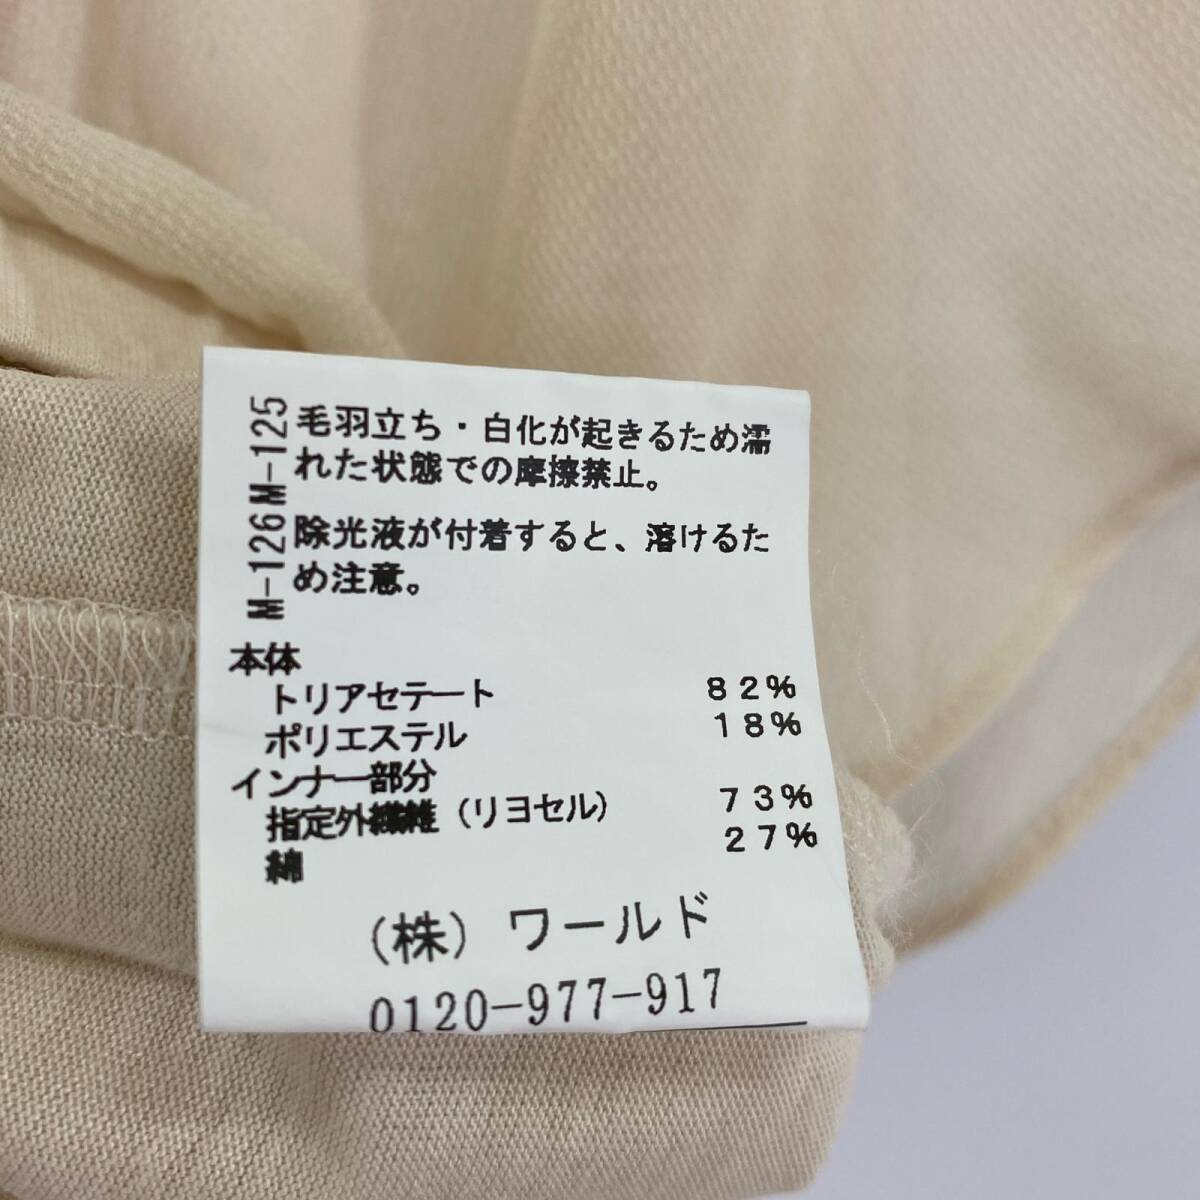 M-125
M-126
毛羽立ち・白化が起きるため濡
れた状態での摩擦禁止。
除光液が付着すると、溶けるた
め注意。
本体
トリアセテート 82%
ポリエステル 18%
インナー部分
指定外繊維（リヨセル） 73%
綿 27%
（株）ワールド
0120-977-917